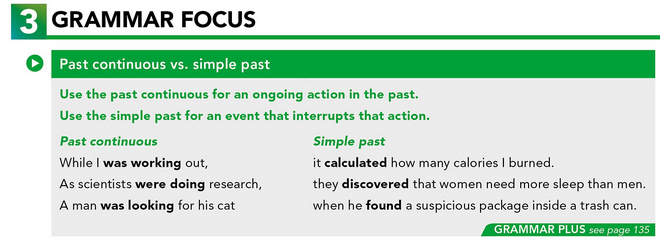 3 GRAMMAR FOCUS
Past continuous vs. simple past
Use the past continuous for an ongoing action in the past.
Use the simple past for an event that interrupts that action.
Past continuous Simple past
While I was working out, it calculated how many calories I burned.
As scientists were doing research, they discovered that women need more sleep than men.
A man was looking for his cat when he found a suspicious package inside a trash can.
GRAMMAR PLUS see page 135